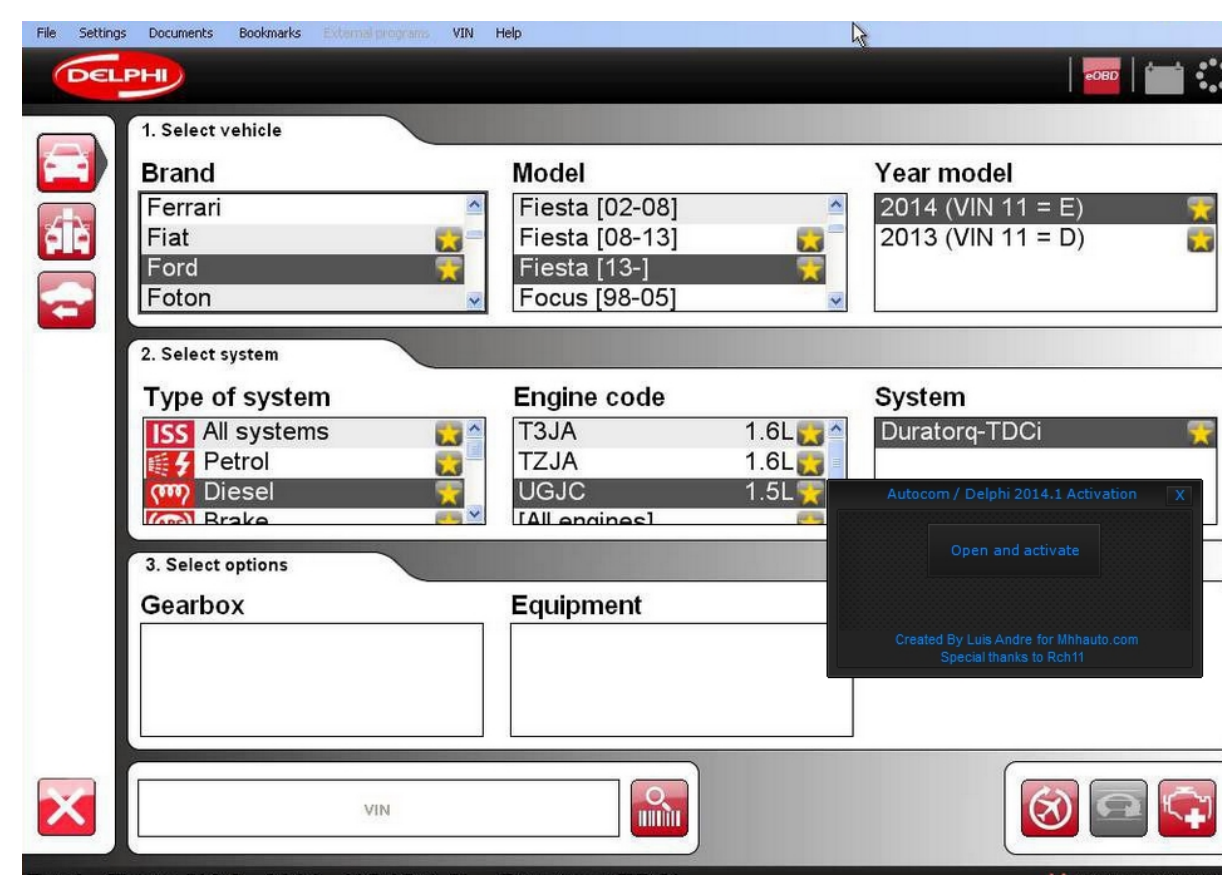 File Settings Documents Bookmarks External programs VIN Help
DELPHI
eOBD
1. Select vehicle
Brand Model Year model
Ferrari Fiesta [02-08] 2014 (VIN 11 = E)
Fiat Fiesta [08-13] 2013 (VIN 11 = D)
Ford Fiesta [13-]
Foton Focus [98-05]
2. Select system
Type of system Engine code System
ISS All systems T3JA 1.6L Duratorq-TDCi
Petrol TZJA 1.6L
Diesel UGJC 1.5L
Brake [All engines]
Autocom / Delphi 2014.1 Activation X
Open and activate
Created By Luis Andre for Mhhauto.com
Special thanks to Rch11
3. Select options
Gearbox Equipment
VIN